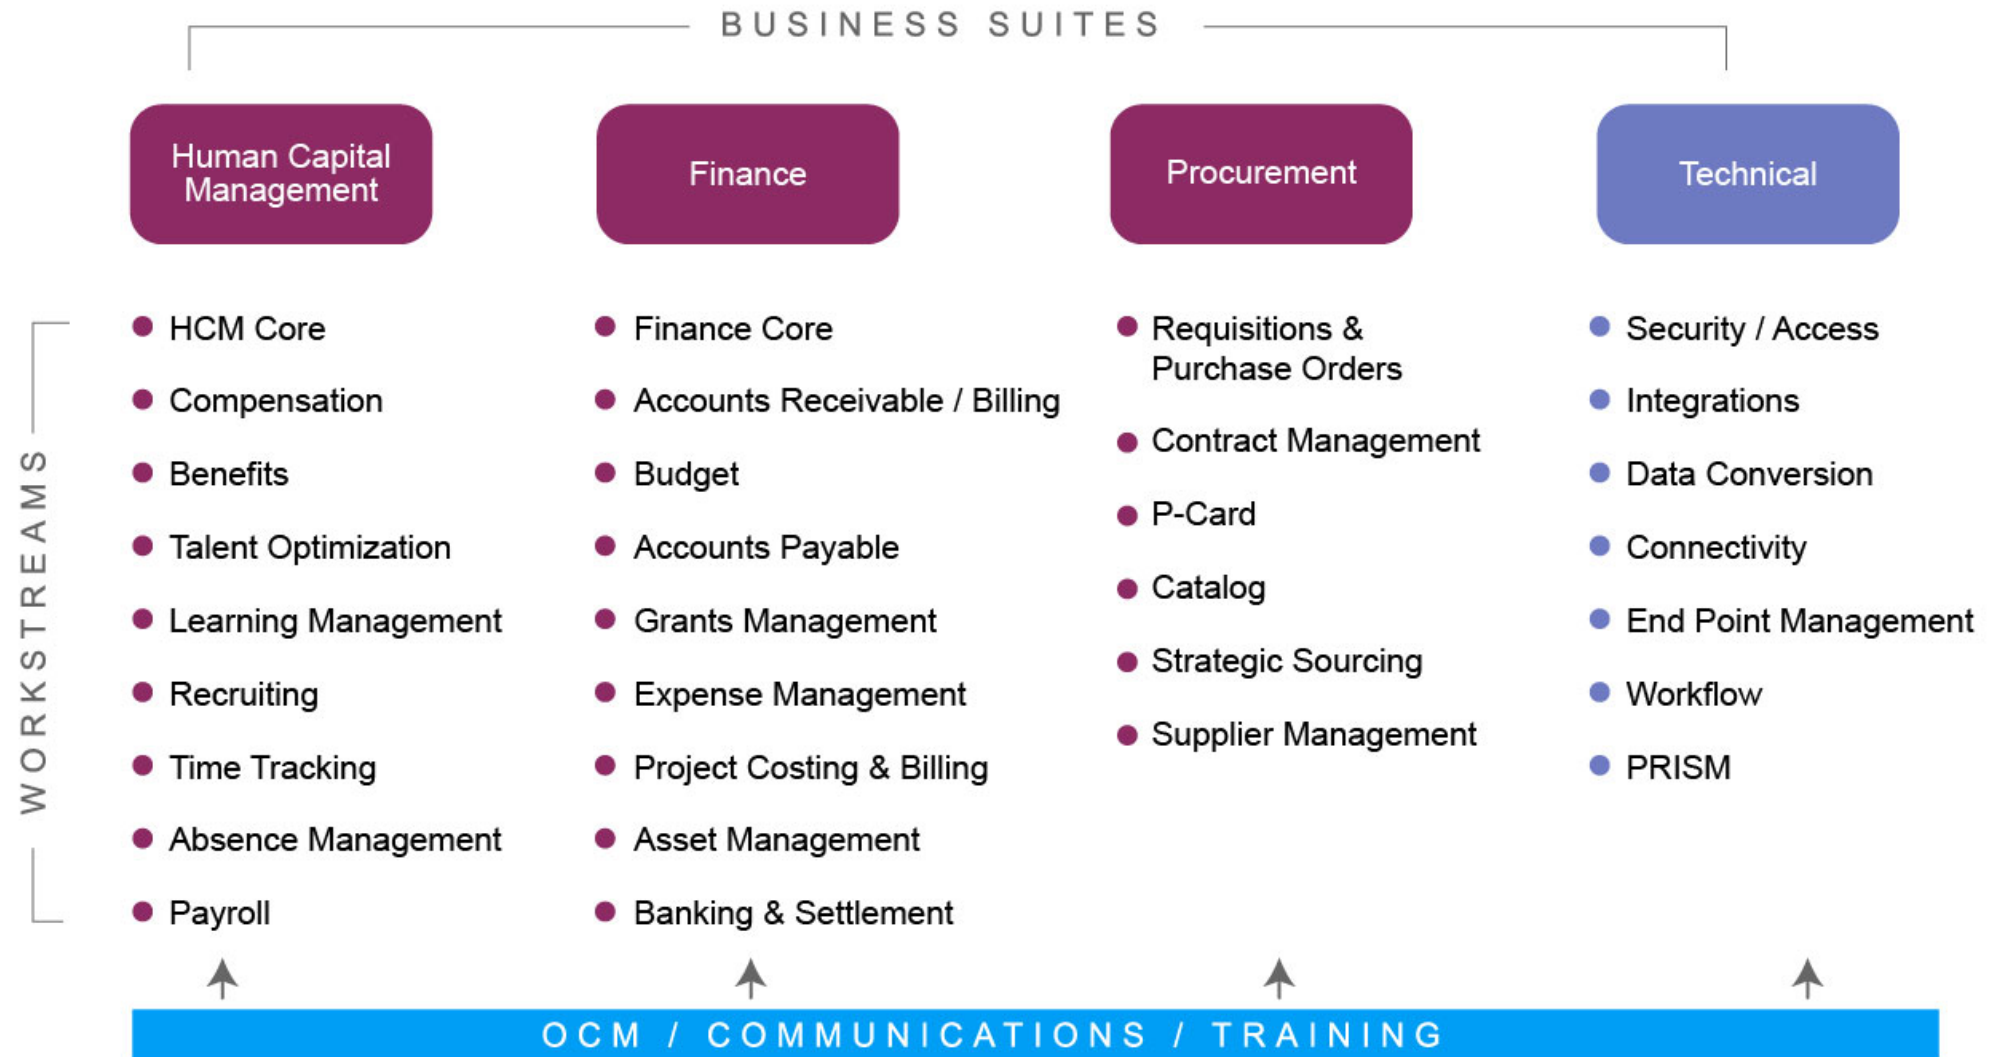 BUSINESS SUITES
Human Capital
Management
Finance
Procurement
Technical
WORKSTREAMS
HCM Core
Compensation
Benefits
Talent Optimization
Learning Management
Recruiting
Time Tracking
Absence Management
Payroll
Finance Core
Accounts Receivable / Billing
Budget
Accounts Payable
Grants Management
Expense Management
Project Costing & Billing
Asset Management
Banking & Settlement
Requisitions &
Purchase Orders
Contract Management
P-Card
Catalog
Strategic Sourcing
Supplier Management
Security / Access
Integrations
Data Conversion
Connectivity
End Point Management
Workflow
PRISM
OCM / COMMUNICATIONS / TRAINING